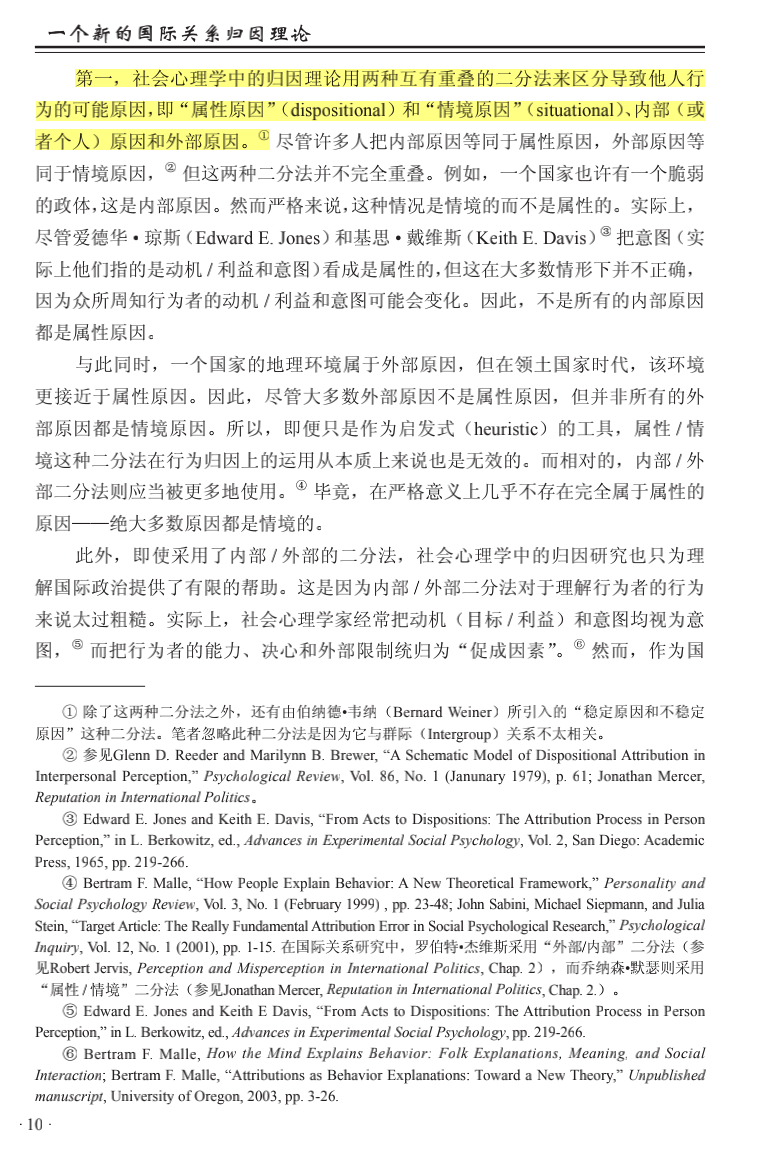 一个新的国际关系归因理论
第一，社会心理学中的归因理论用两种互有重叠的二分法来区分导致他人行
为的可能原因，即“属性原因”（dispositional）和“情境原因”（situational）、内部（或
者个人）原因和外部原因。① 尽管许多人把内部原因等同于属性原因，外部原因等
同于情境原因，② 但这两种二分法并不完全重叠。例如，一个国家也许有一个脆弱
的政体，这是内部原因。然而严格来说，这种情况是情境的而不是属性的。实际上，
尽管爱德华·琼斯（Edward E. Jones）和基思·戴维斯（Keith E. Davis）③ 把意图（实
际上他们指的是动机 / 利益和意图）看成是属性的，但这在大多数情形下并不正确，
因为众所周知行为者的动机 / 利益和意图可能会变化。因此，不是所有的内部原因
都是属性原因。
与此同时，一个国家的地理环境属于外部原因，但在领土国家时代，该环境
更接近于属性原因。因此，尽管大多数外部原因不是属性原因，但并非所有的外
部原因都是情境原因。所以，即便只是作为启发式（heuristic）的工具，属性 / 情
境这种二分法在行为归因上的运用从本质上来说也是无效的。而相对的，内部 / 外
部二分法则应当被更多地使用。④ 毕竟，在严格意义上几乎不存在完全属于属性的
原因——绝大多数原因都是情境的。
此外，即使采用了内部 / 外部的二分法，社会心理学中的归因研究也只为理
解国际政治提供了有限的帮助。这是因为内部 / 外部二分法对于理解行为者的行为
来说太过粗糙。实际上，社会心理学家经常把动机（目标 / 利益）和意图均视为意
图，⑤ 而把行为者的能力、决心和外部限制统归为“促成因素”。⑥ 然而，作为国
① 除了这两种二分法之外，还有由伯纳德•韦纳（Bernard Weiner）所引入的“稳定原因和不稳定
原因”这种二分法。笔者忽略此种二分法是因为它与群际（Intergroup）关系不太相关。
② 参见Glenn D. Reeder and Marilynn B. Brewer, “A Schematic Model of Dispositional Attribution in
Interpersonal Perception,” Psychological Review, Vol. 86, No. 1 (Janunary 1979), p. 61; Jonathan Mercer,
Reputation in International Politics。
③ Edward E. Jones and Keith E. Davis, “From Acts to Dispositions: The Attribution Process in Person
Perception,” in L. Berkowitz, ed., Advances in Experimental Social Psychology, Vol. 2, San Diego: Academic
Press, 1965, pp. 219-266.
④ Bertram F. Malle, “How People Explain Behavior: A New Theoretical Framework,” Personality and
Social Psychology Review, Vol. 3, No. 1 (February 1999) , pp. 23-48; John Sabini, Michael Siepmann, and Julia
Stein, “Target Article: The Really Fundamental Attribution Error in Social Psychological Research,” Psychological
Inquiry, Vol. 12, No. 1 (2001), pp. 1-15. 在国际关系研究中，罗伯特•杰维斯采用“外部/内部”二分法（参
见Robert Jervis, Perception and Misperception in International Politics, Chap. 2），而乔纳森•默瑟则采用
“属性 / 情境”二分法（参见Jonathan Mercer, Reputation in International Politics, Chap. 2.）。
⑤ Edward E. Jones and Keith E Davis, “From Acts to Dispositions: The Attribution Process in Person
Perception,” in L. Berkowitz, ed., Advances in Experimental Social Psychology, pp. 219-266.
⑥ Bertram F. Malle, How the Mind Explains Behavior: Folk Explanations, Meaning, and Social
Interaction; Bertram F. Malle, “Attributions as Behavior Explanations: Toward a New Theory,” Unpublished
manuscript, University of Oregon, 2003, pp. 3-26.
· 10 ·